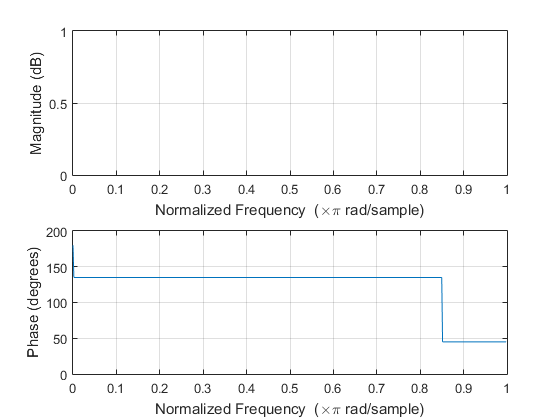 1
0.5
0
Magnitude (dB)
0 0.1 0.2 0.3 0.4 0.5 0.6 0.7 0.8 0.9 1
Normalized Frequency (×π rad/sample)
200
150
100
50
0
Phase (degrees)
0 0.1 0.2 0.3 0.4 0.5 0.6 0.7 0.8 0.9 1
Normalized Frequency (×π rad/sample)